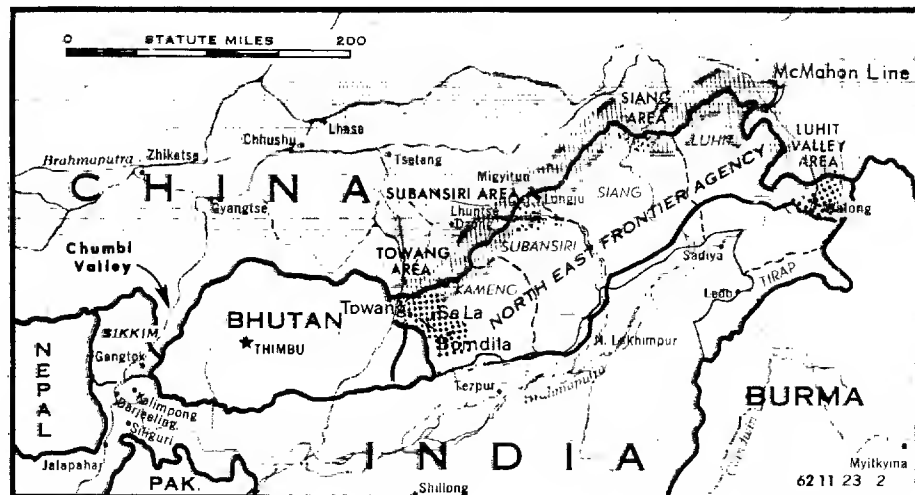 0 STATUTE MILES 200
McMahon Line
SIANG
AREA
LUHIT
VALLEY
AREA
LUHIT
Lhasa
Chhushu
Brahmaputra
Zhikatse
Tsetang
Migyitun
SIANG
CHINA
SUBANSIRI AREA
Longju
Gyangtse
Lhuntse
Dzong
Walong
Chumbi
Valley
TOWANG
AREA
SUBANSIRI
NORTH EAST FRONTIER AGENCY
Sadiya
TIRAP
KAMENG
Ledo
Towang
Se La
BHUTAN
SIKKIM
THIMBU
Bomdila
N. Lakhimpur
Gangtok
NEPAL
Tezpur
Brahmaputra
BURMA
Kalimpong
Darjeeling
Siliguri
INDIA
Jalapahar
Myitkyina
PAK.
Shillong
62 11 23 2